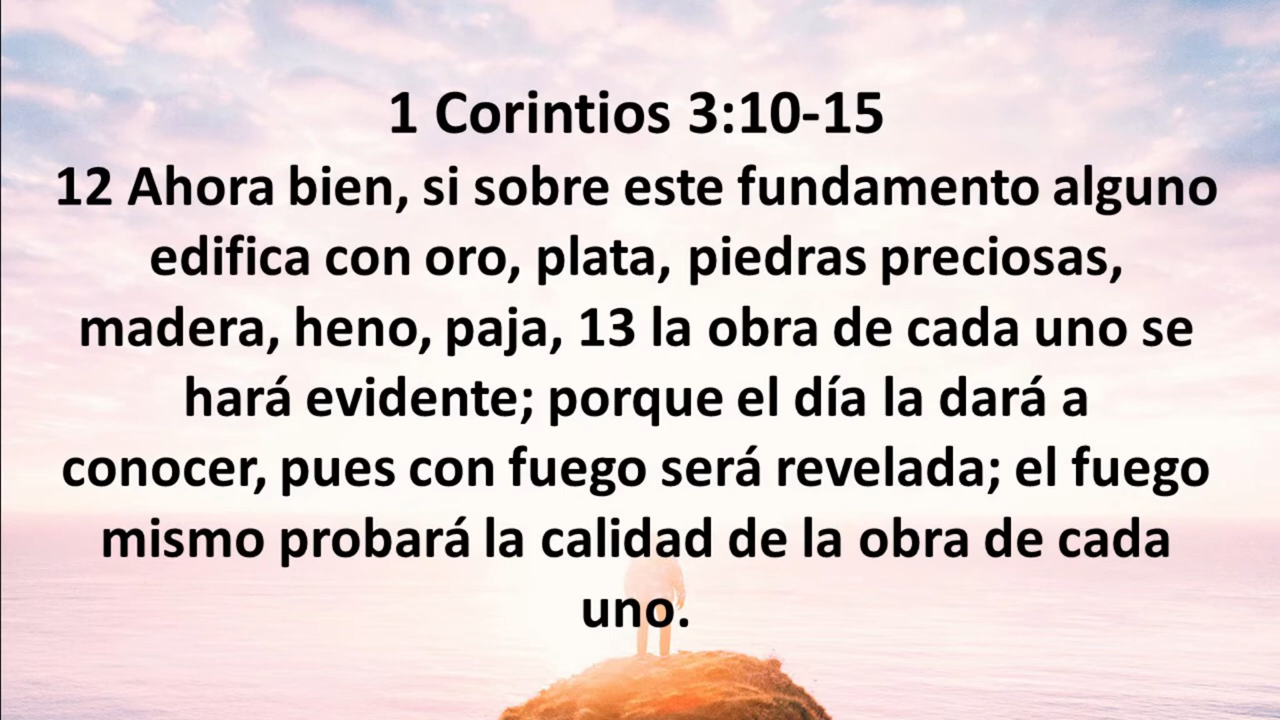 1 Corintios 3:10-15
12 Ahora bien, si sobre este fundamento alguno
edifica con oro, plata, piedras preciosas,
madera, heno, paja, 13 la obra de cada uno se
hará evidente; porque el día la dará a
conocer, pues con fuego será revelada; el fuego
mismo probará la calidad de la obra de cada
uno.